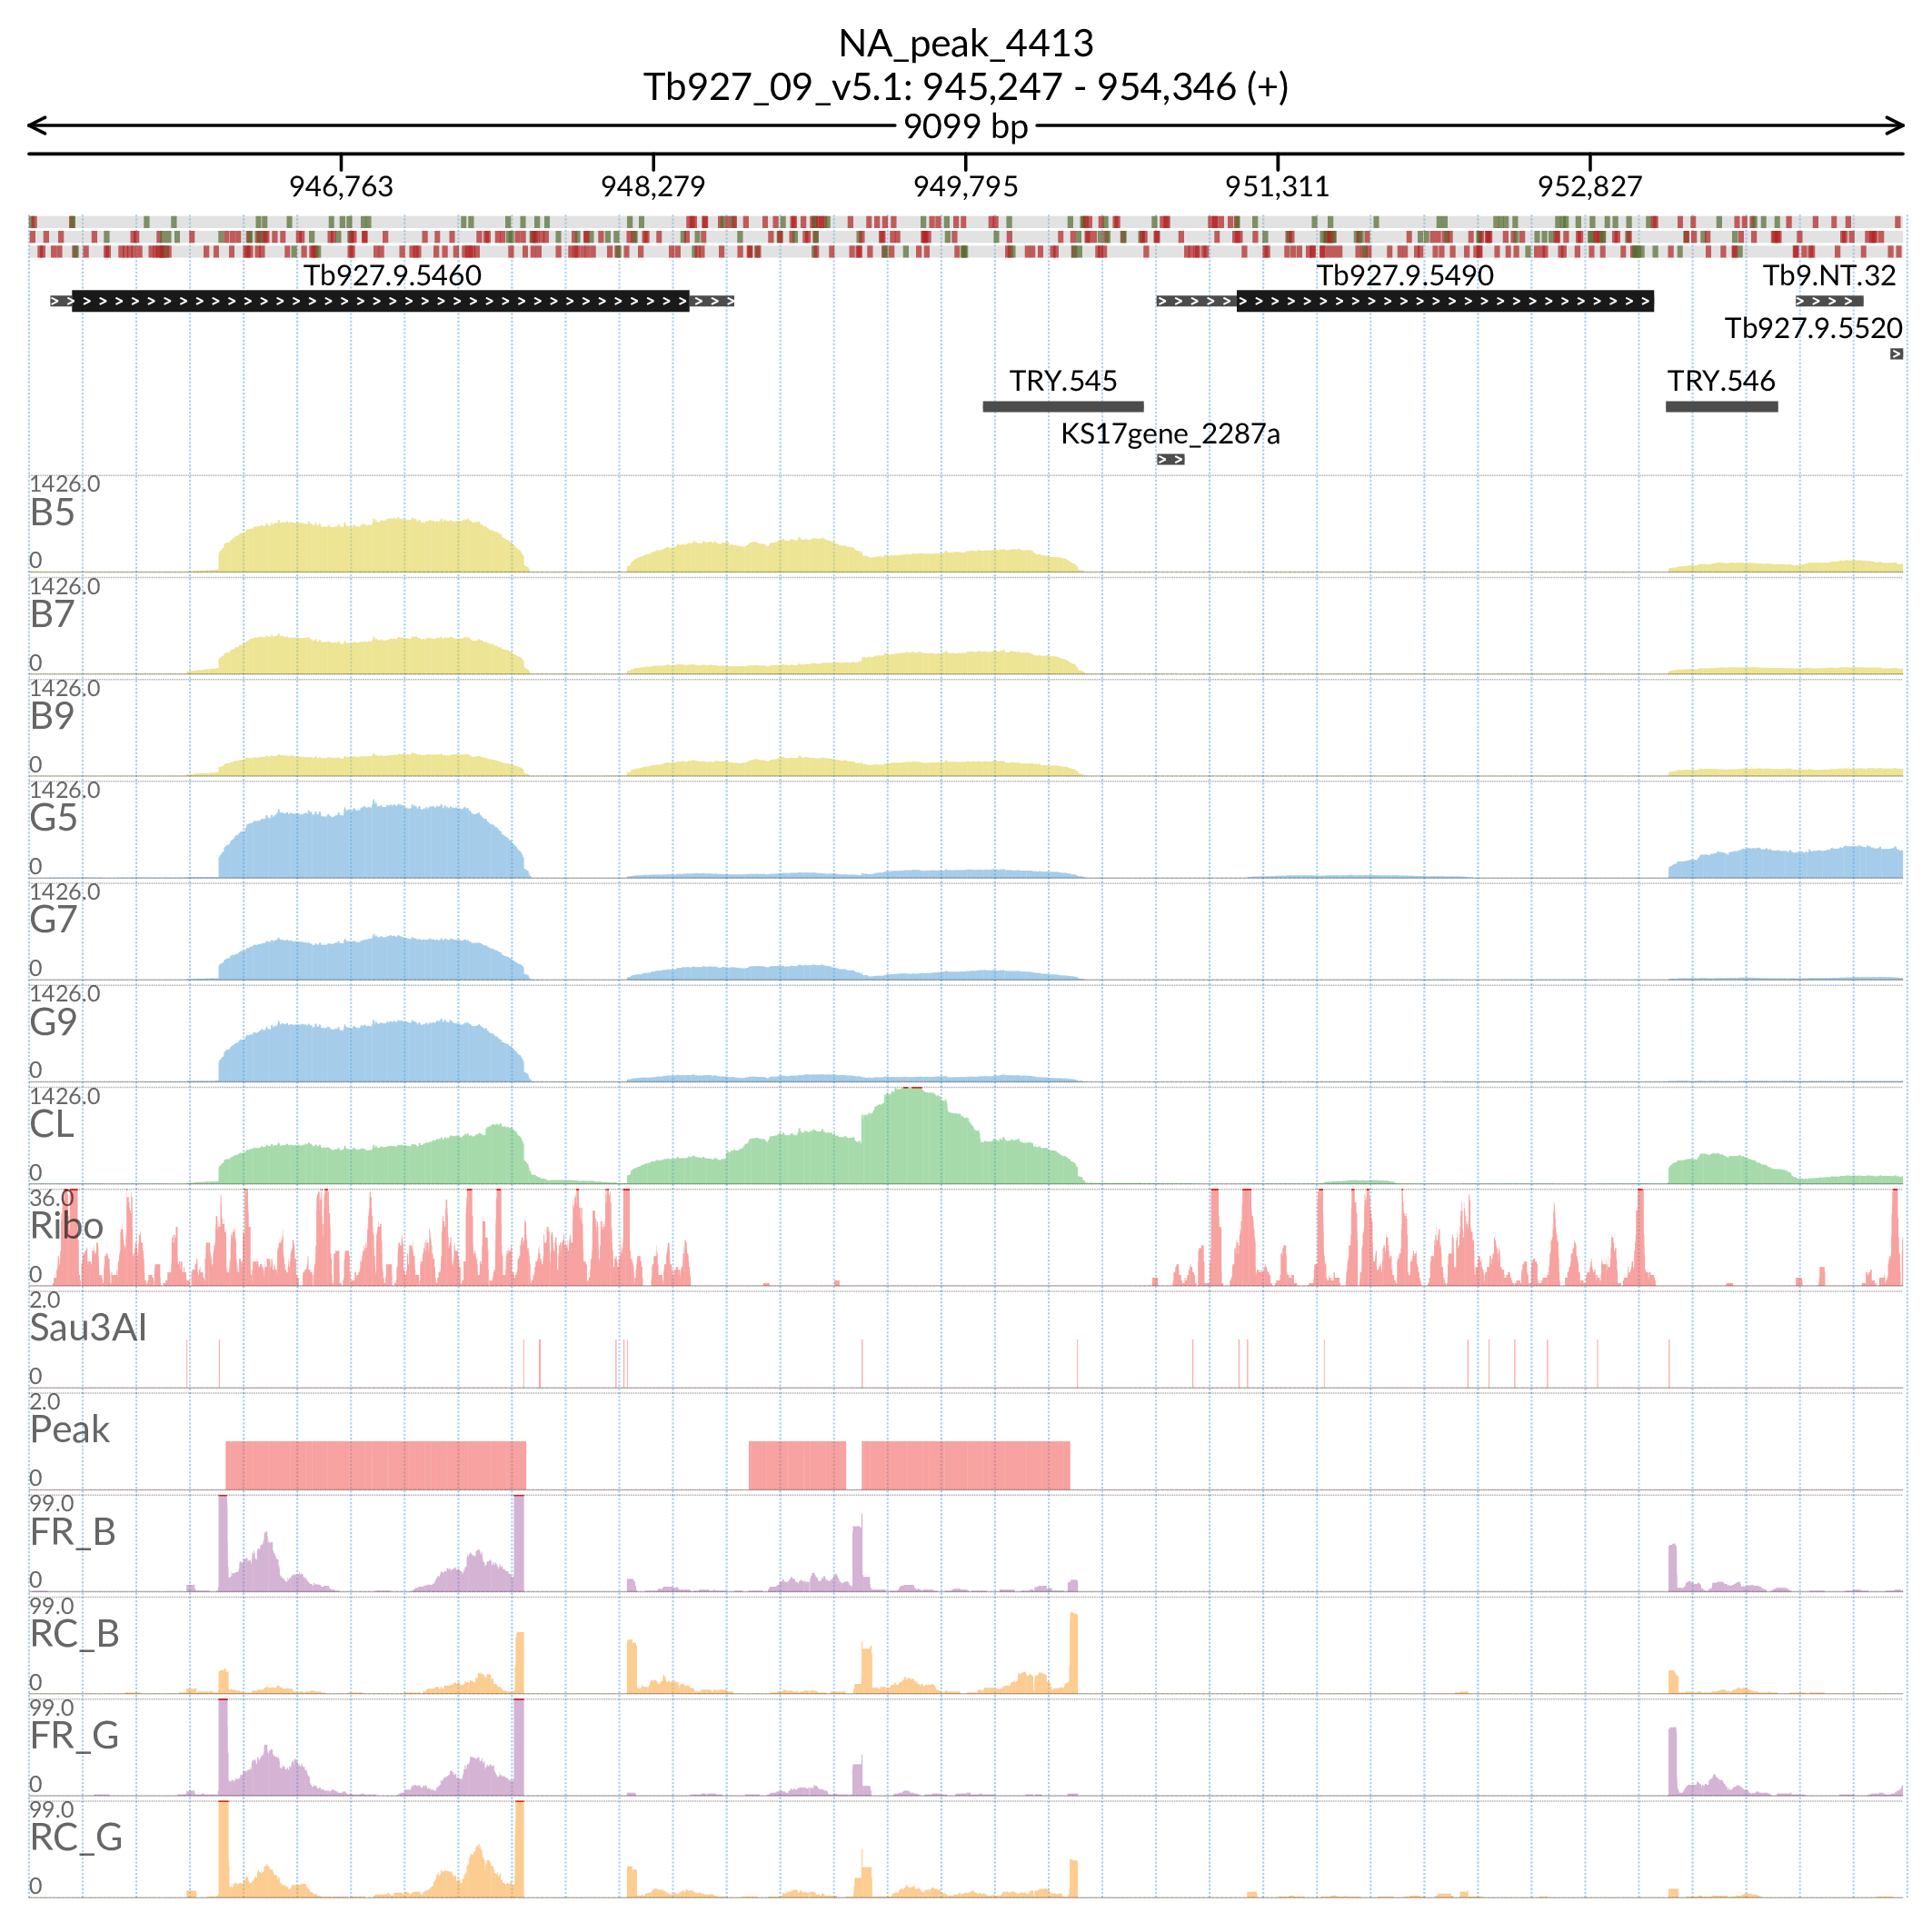 NA_peak_4413
Tb927_09_v5.1: 945,247 - 954,346 (+)
9099 bp
946,763 948,279 949,795 951,311 952,827
Tb927.9.5460 Tb927.9.5490 Tb9.NT.32
Tb927.9.5520
TRY.545 TRY.546
KS17gene_2287a
1426.0
B5
0
1426.0
B7
0
1426.0
B9
0
1426.0
G5
0
1426.0
G7
0
1426.0
G9
0
1426.0
CL
0
36.0
Ribo
0
2.0
Sau3AI
0
2.0
Peak
0
99.0
FR_B
0
99.0
RC_B
0
99.0
FR_G
0
99.0
RC_G
0